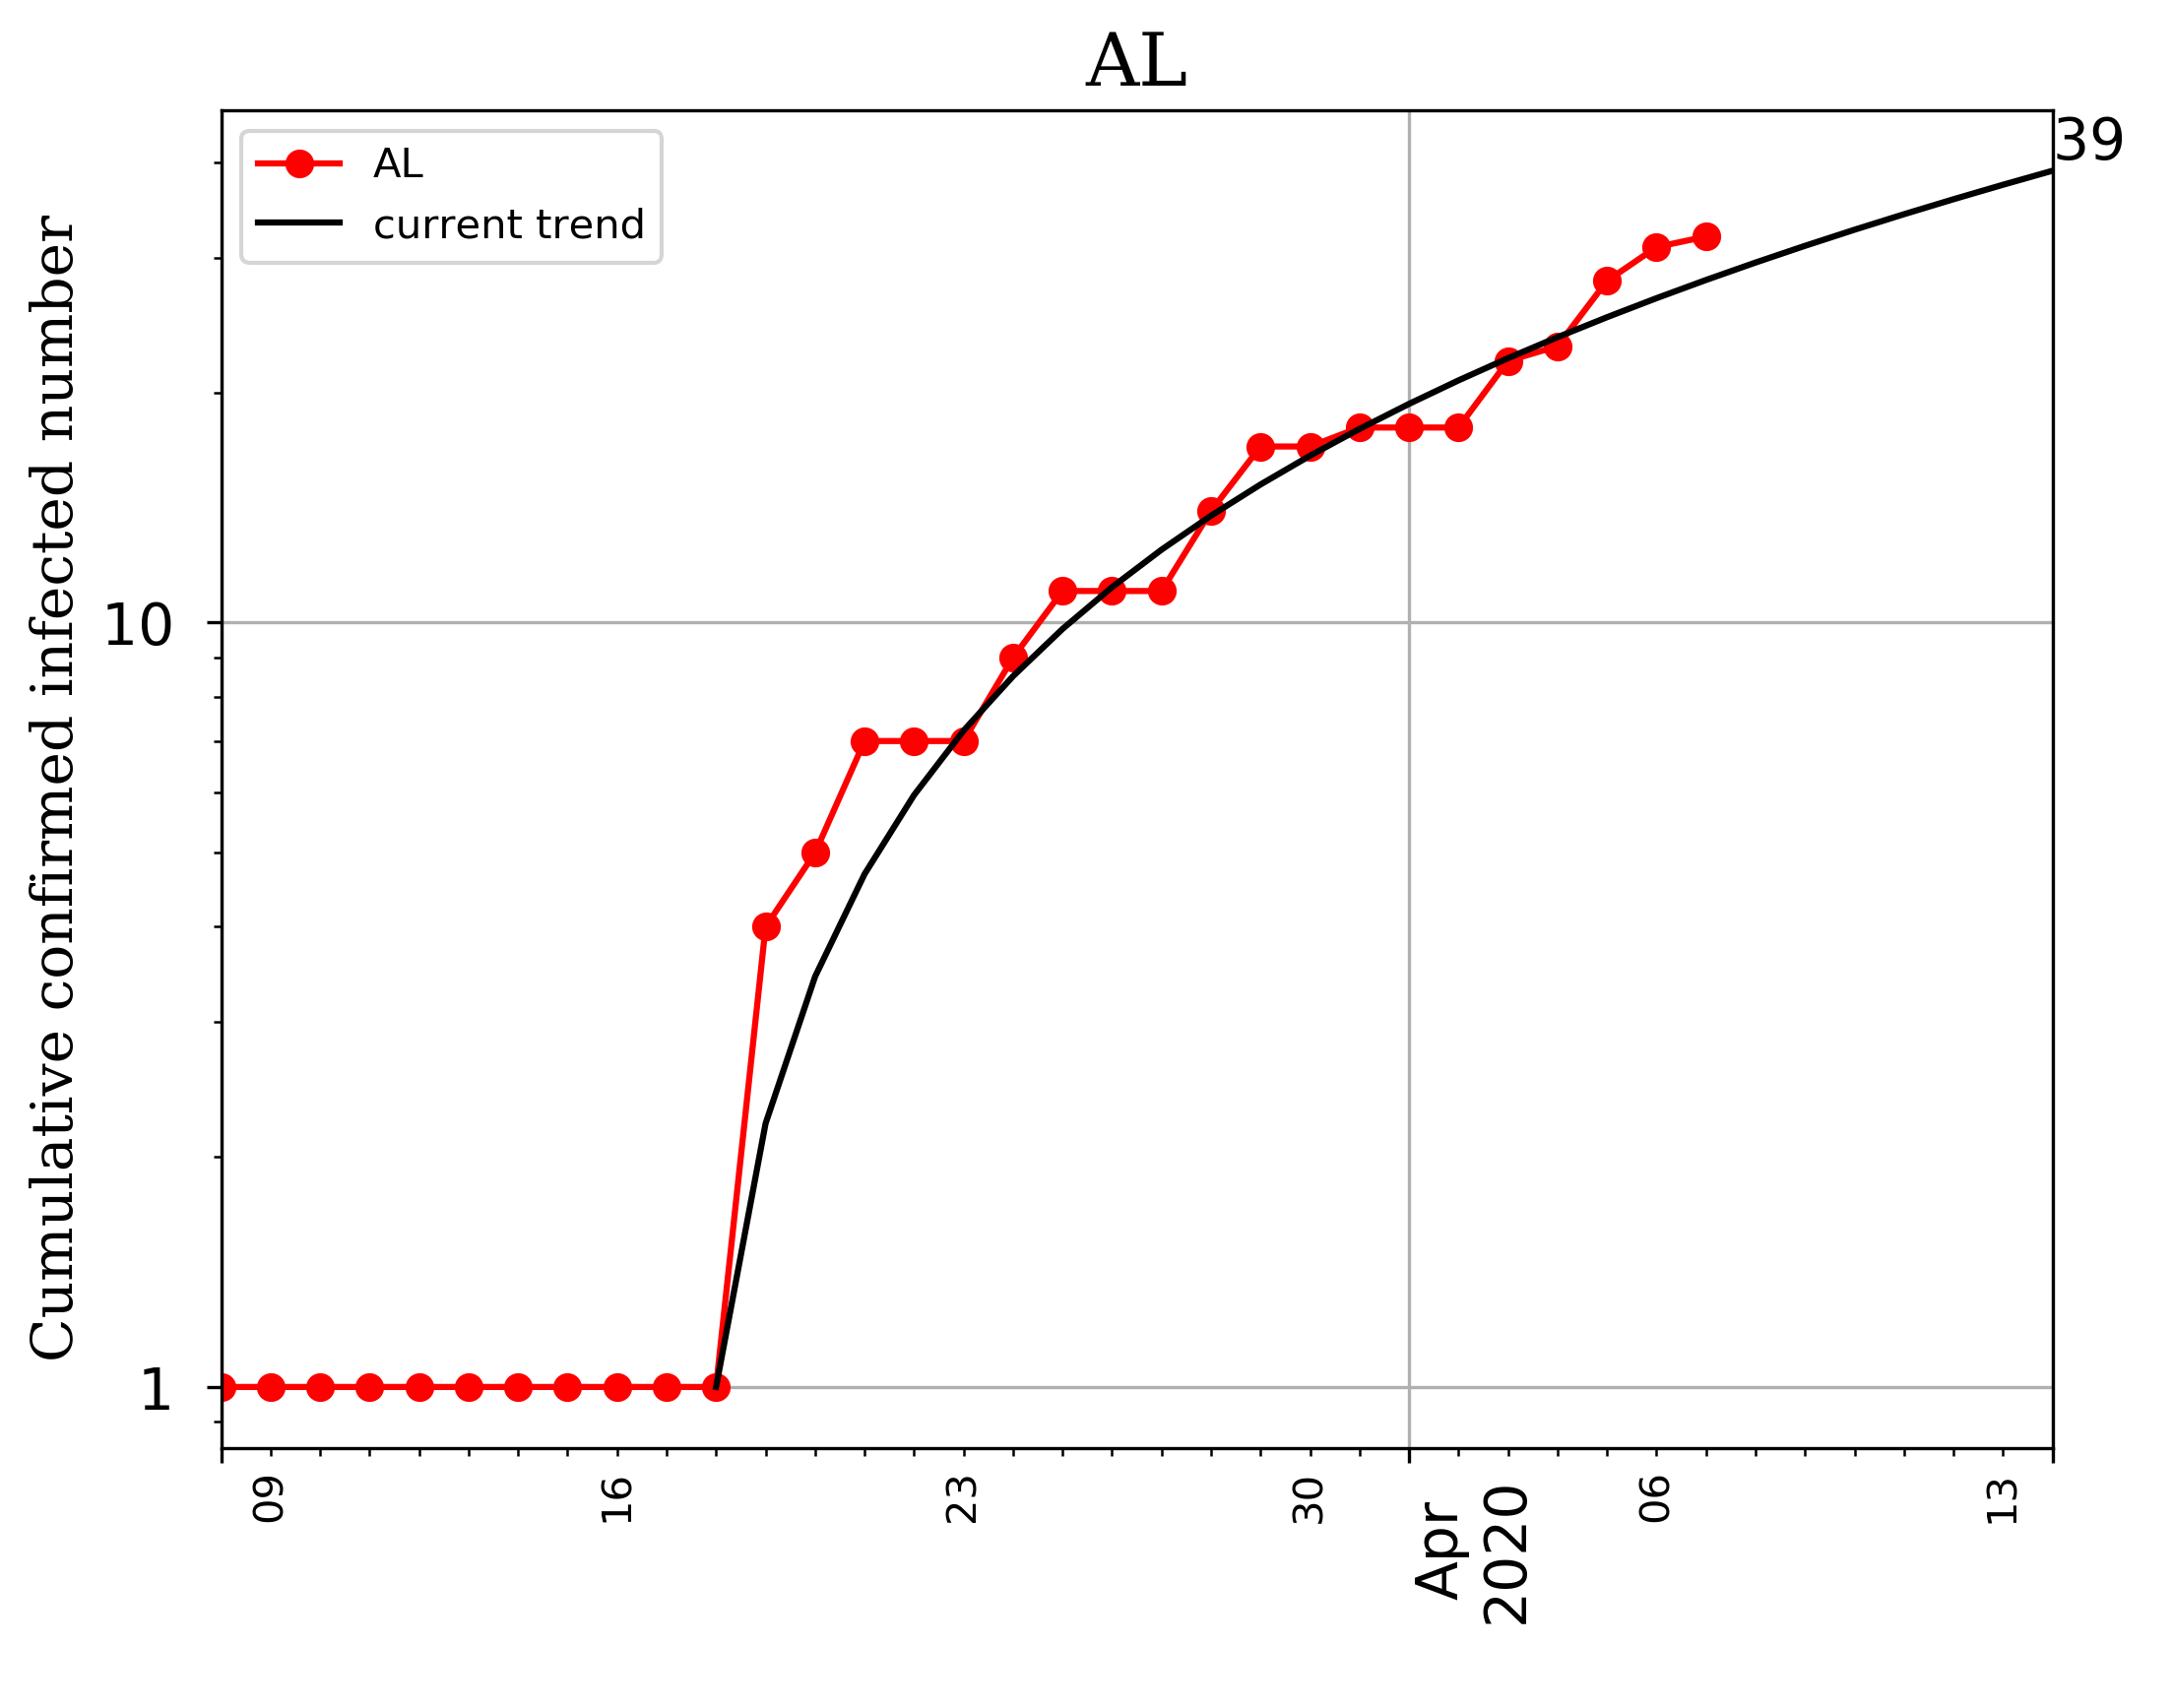 AL
39
AL
current trend
Cumulative confirmed infected number
10
1
09
16
23
30
Apr
2020
06
13